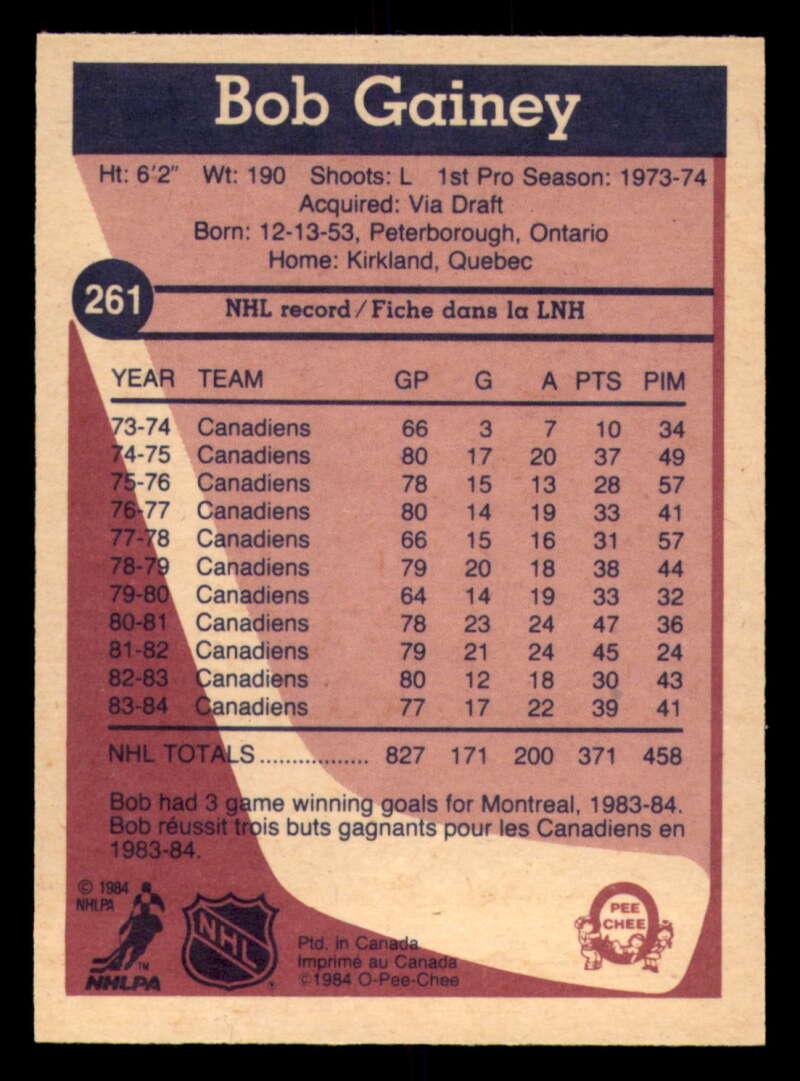 Bob Gainey
Ht: 6'2" Wt: 190 Shoots: L 1st Pro Season: 1973-74
Acquired: Via Draft
Born: 12-13-53, Peterborough, Ontario
Home: Kirkland, Quebec
261
NHL record/Fiche dans la LNH
YEAR TEAM GP G A PTS PIM
73-74 Canadiens 66 3 7 10 34
74-75 Canadiens 80 17 20 37 49
75-76 Canadiens 78 15 13 28 57
76-77 Canadiens 80 14 19 33 41
77-78 Canadiens 66 15 16 31 57
78-79 Canadiens 79 20 18 38 44
79-80 Canadiens 64 14 19 33 32
80-81 Canadiens 78 23 24 47 36
81-82 Canadiens 79 21 24 45 24
82-83 Canadiens 80 12 18 30 43
83-84 Canadiens 77 17 22 39 41
NHL TOTALS................. 827 171 200 371 458
Bob had 3 game winning goals for Montreal, 1983-84.
Bob réussit trois buts gagnants pour les Canadiens en
1983-84.
© 1984
NHLPA
TM
NHLPA
NHL
Ptd. in Canada
Imprimé au Canada
©1984 O-Pee-Chee
PEE
CHEE